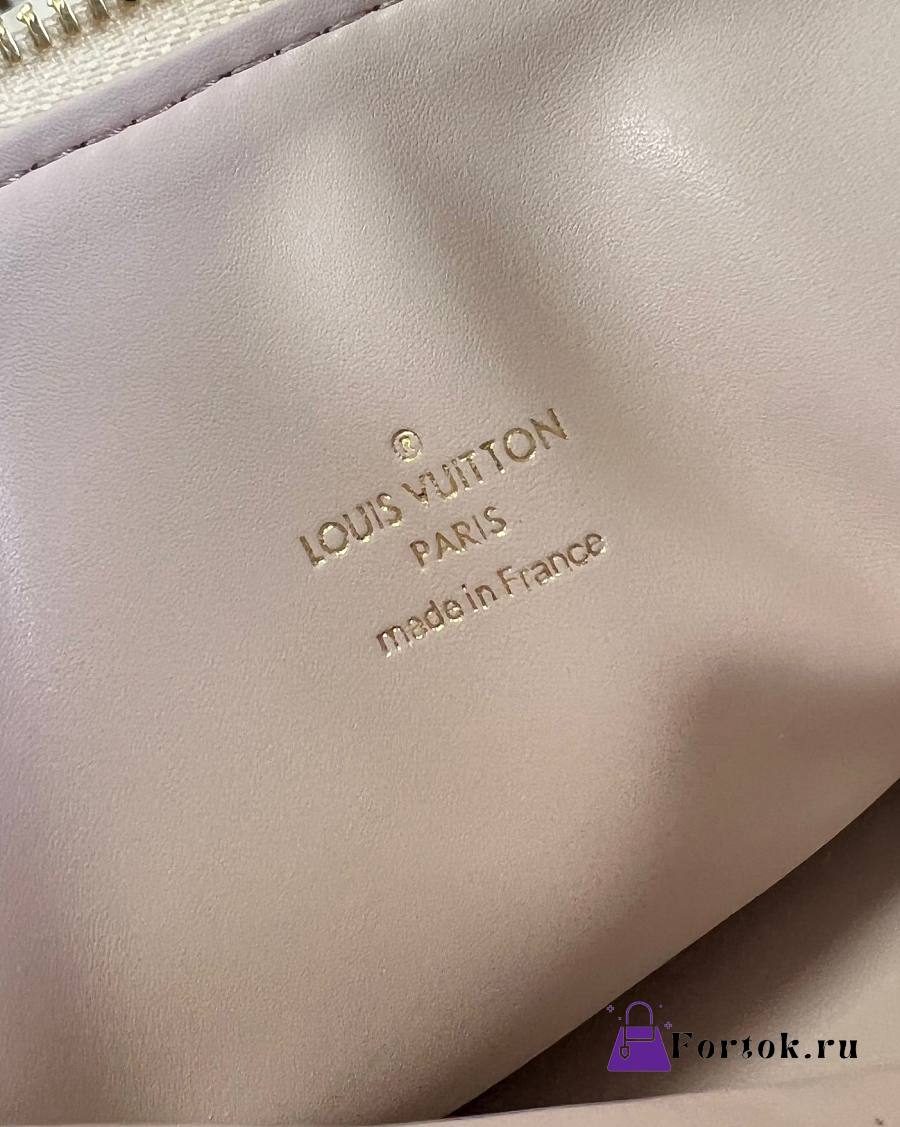 ®
LOUIS VUITTON
PARIS
made in France
Fortok.ru